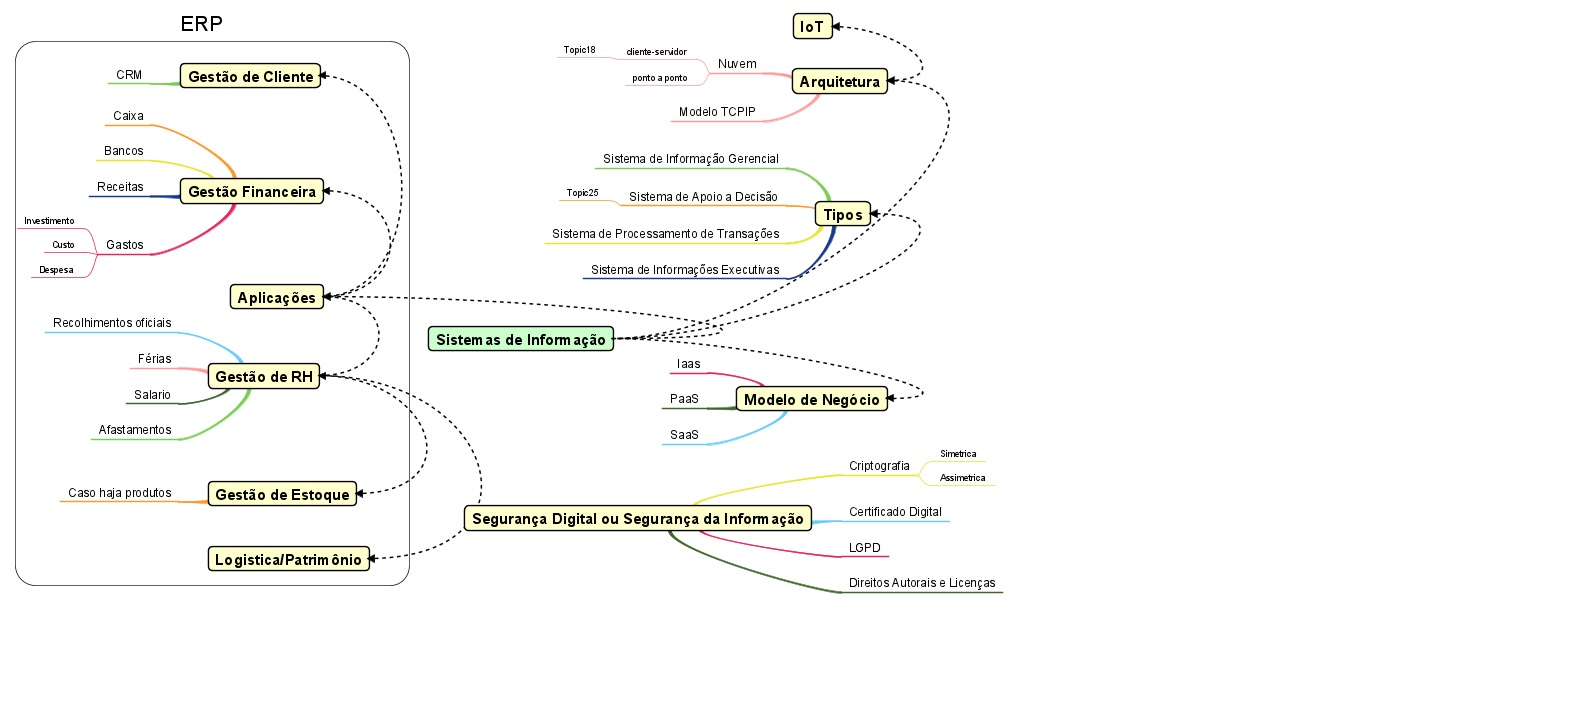 ERP
Gestão de Cliente
CRM
Caixa
Bancos
Gestão Financeira
Receitas
Gastos
Investimento
Custo
Despesa
Aplicações
Recolhimentos oficiais
Férias
Gestão de RH
Salario
Afastamentos
Gestão de Estoque
Caso haja produtos
Logistica/Patrimônio
IoT
Arquitetura
Nuvem
cliente-servidor
Topic18
ponto a ponto
Modelo TCPIP
Tipos
Sistema de Informação Gerencial
Sistema de Apoio a Decisão
Topic25
Sistema de Processamento de Transações
Sistema de Informações Executivas
Sistemas de Informação
Iaas
Modelo de Negócio
PaaS
SaaS
Segurança Digital ou Segurança da Informação
Criptografia
Simetrica
Assimetrica
Certificado Digital
LGPD
Direitos Autorais e Licenças